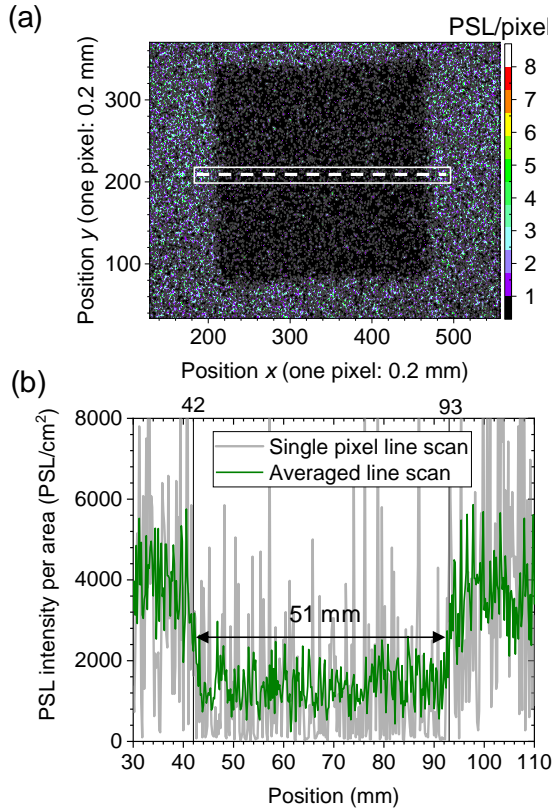 (a)
PSL/pixel
8
7
6
5
4
3
2
1
300
200
100
Position y (one pixel: 0.2 mm)
200 300 400 500
Position x (one pixel: 0.2 mm)
(b)
42 93
8000
6000
4000
2000
0
PSL intensity per area (PSL/cm²)
Single pixel line scan
Averaged line scan
51 mm
30 40 50 60 70 80 90 100 110
Position (mm)